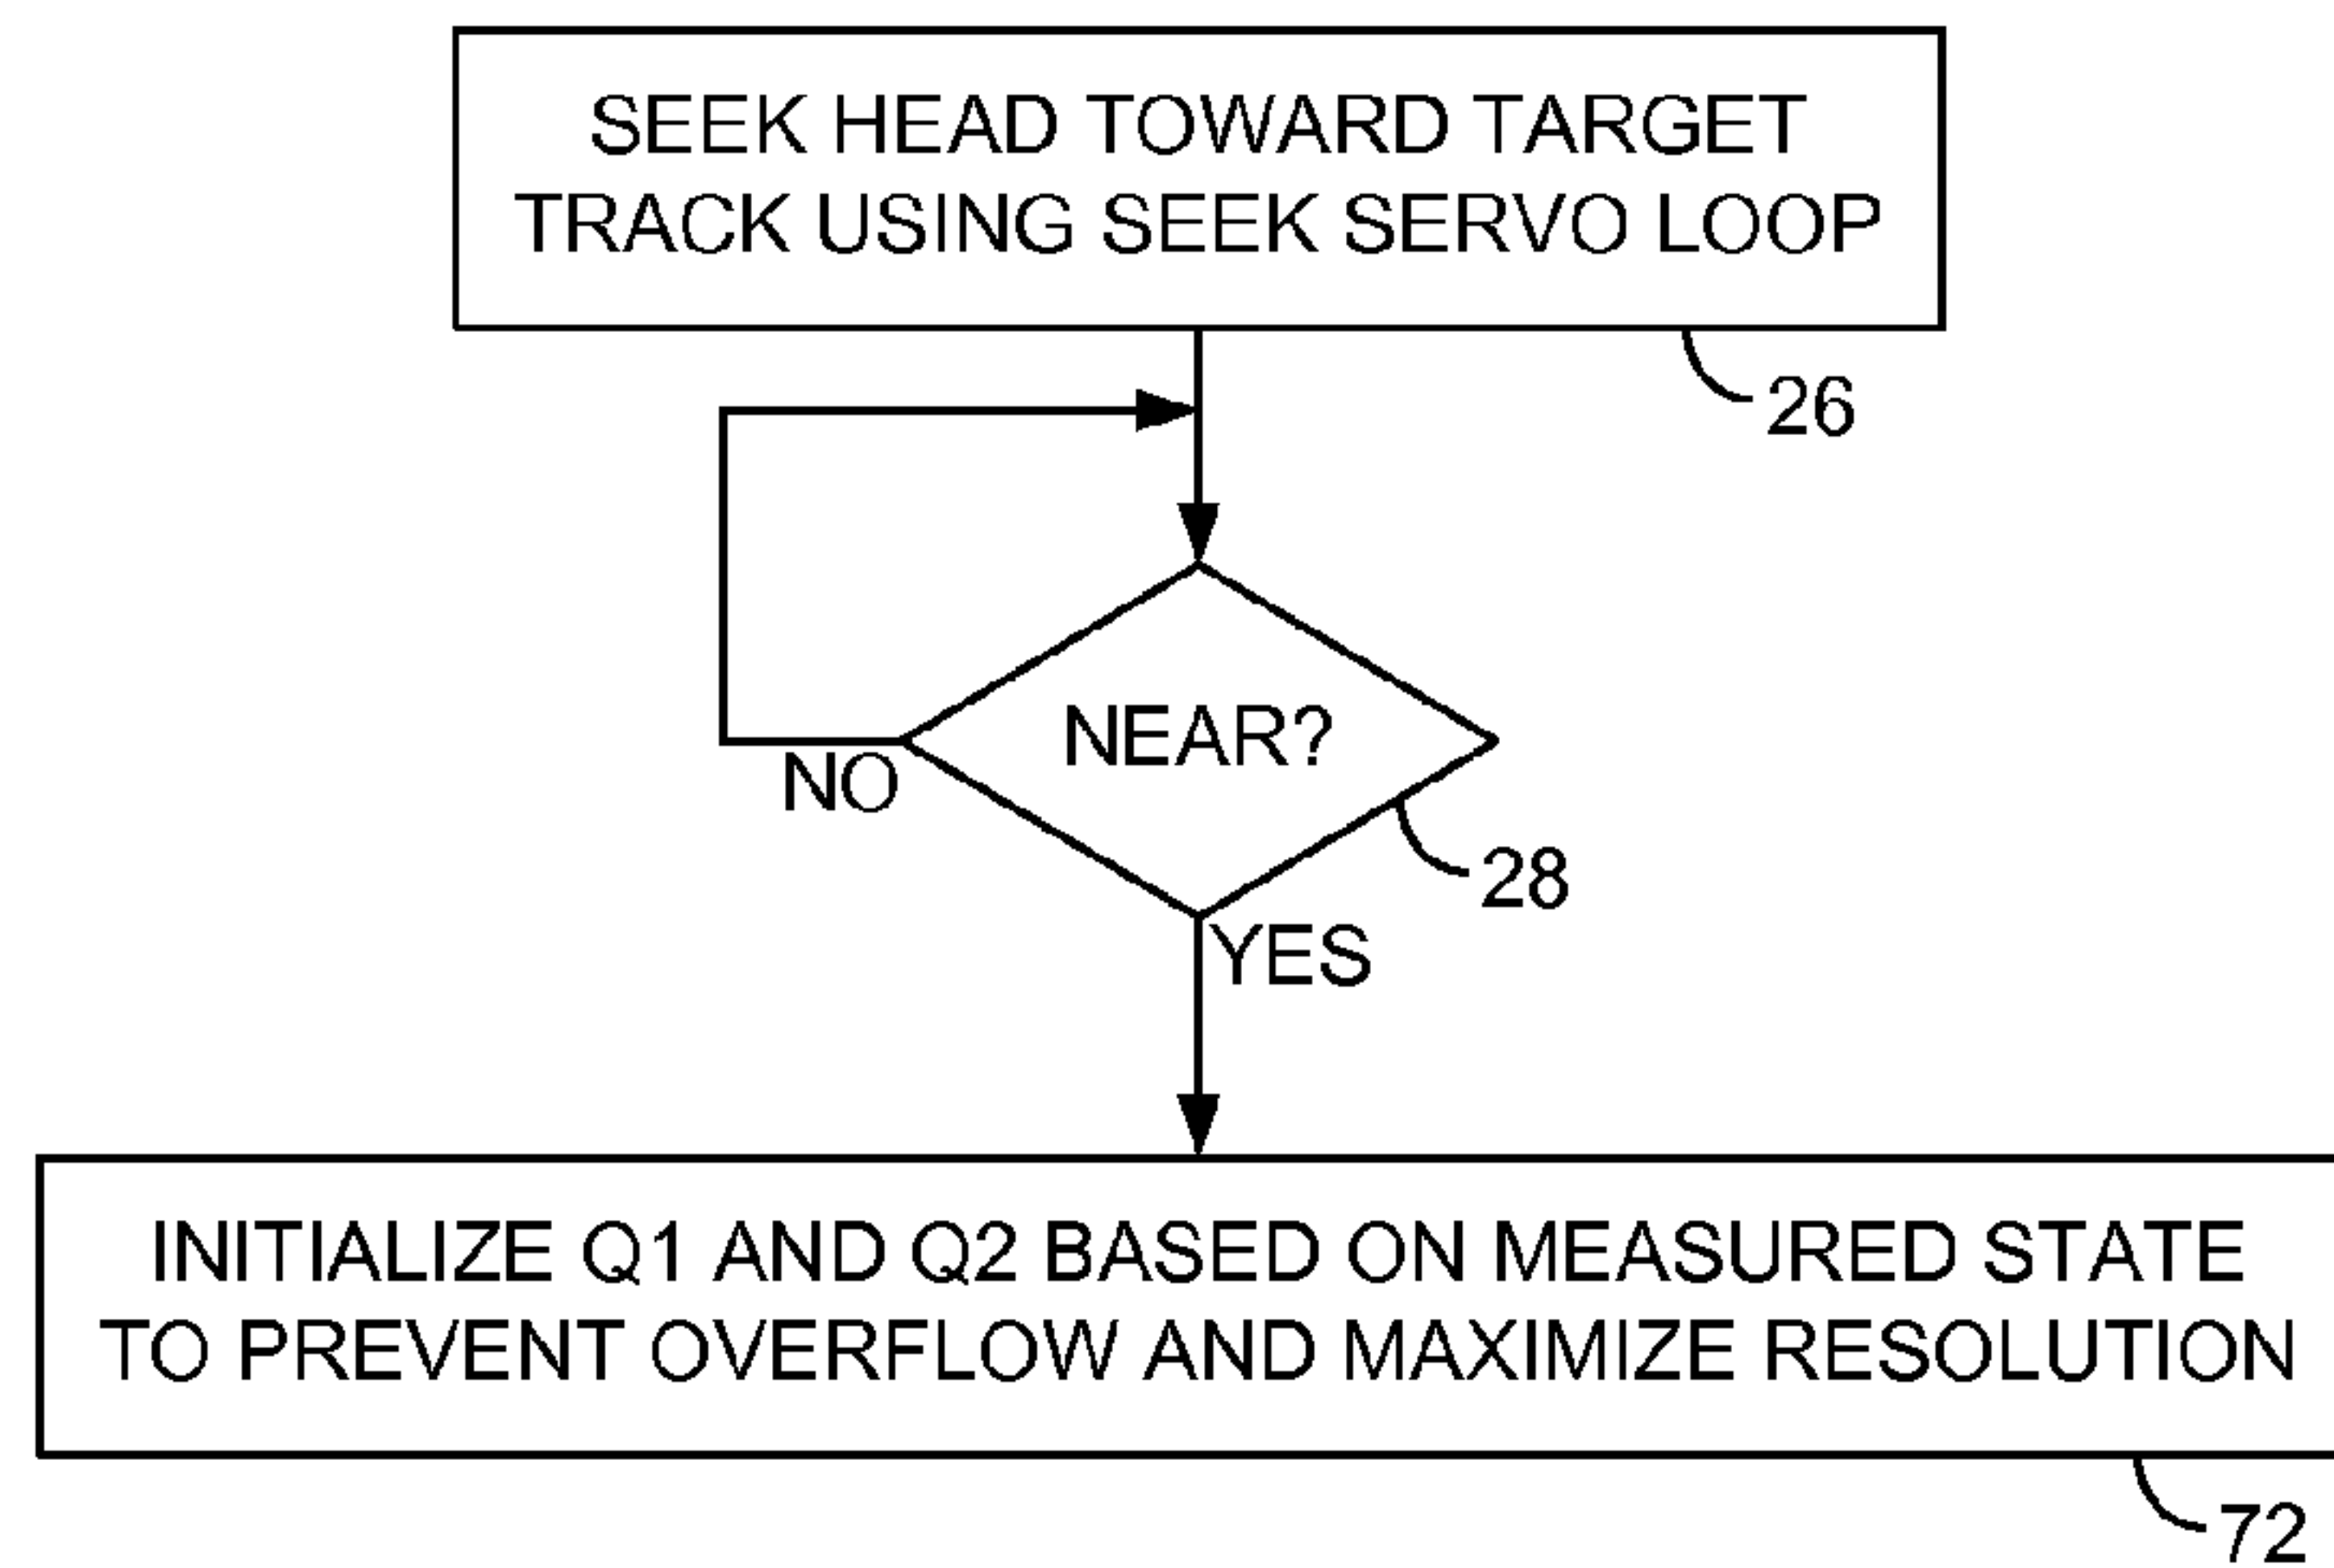 SEEK HEAD TOWARD TARGET
TRACK USING SEEK SERVO LOOP
26
NEAR?
NO
28
YES
INITIALIZE Q1 AND Q2 BASED ON MEASURED STATE
TO PREVENT OVERFLOW AND MAXIMIZE RESOLUTION
72